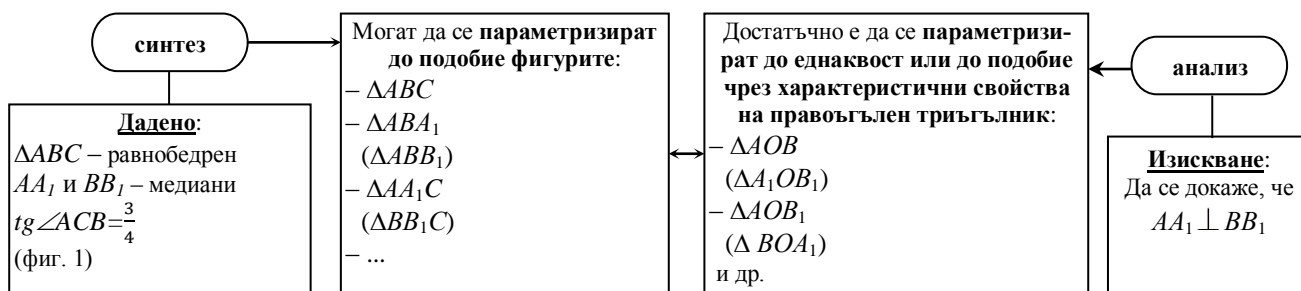 синтез
Дадено:
ΔABC – равнобедрен
AA₁ и BB₁ – медиани
tg∠ACB=3/4
(фиг. 1)
Могат да се параметризират
до подобие фигурите:
– ΔABC
– ΔABA₁
(ΔABB₁)
– ΔAA₁C
(ΔBB₁C)
– ...
Достатъчно е да се параметризи-
рат до еднаквост или до подобие
чрез характеристични свойства
на правоъгълен триъгълник:
– ΔAOB
(ΔA₁OB₁)
– ΔAOB₁
(Δ BOA₁)
и др.
анализ
Изискване:
Да се докаже, че
AA₁ ⊥ BB₁